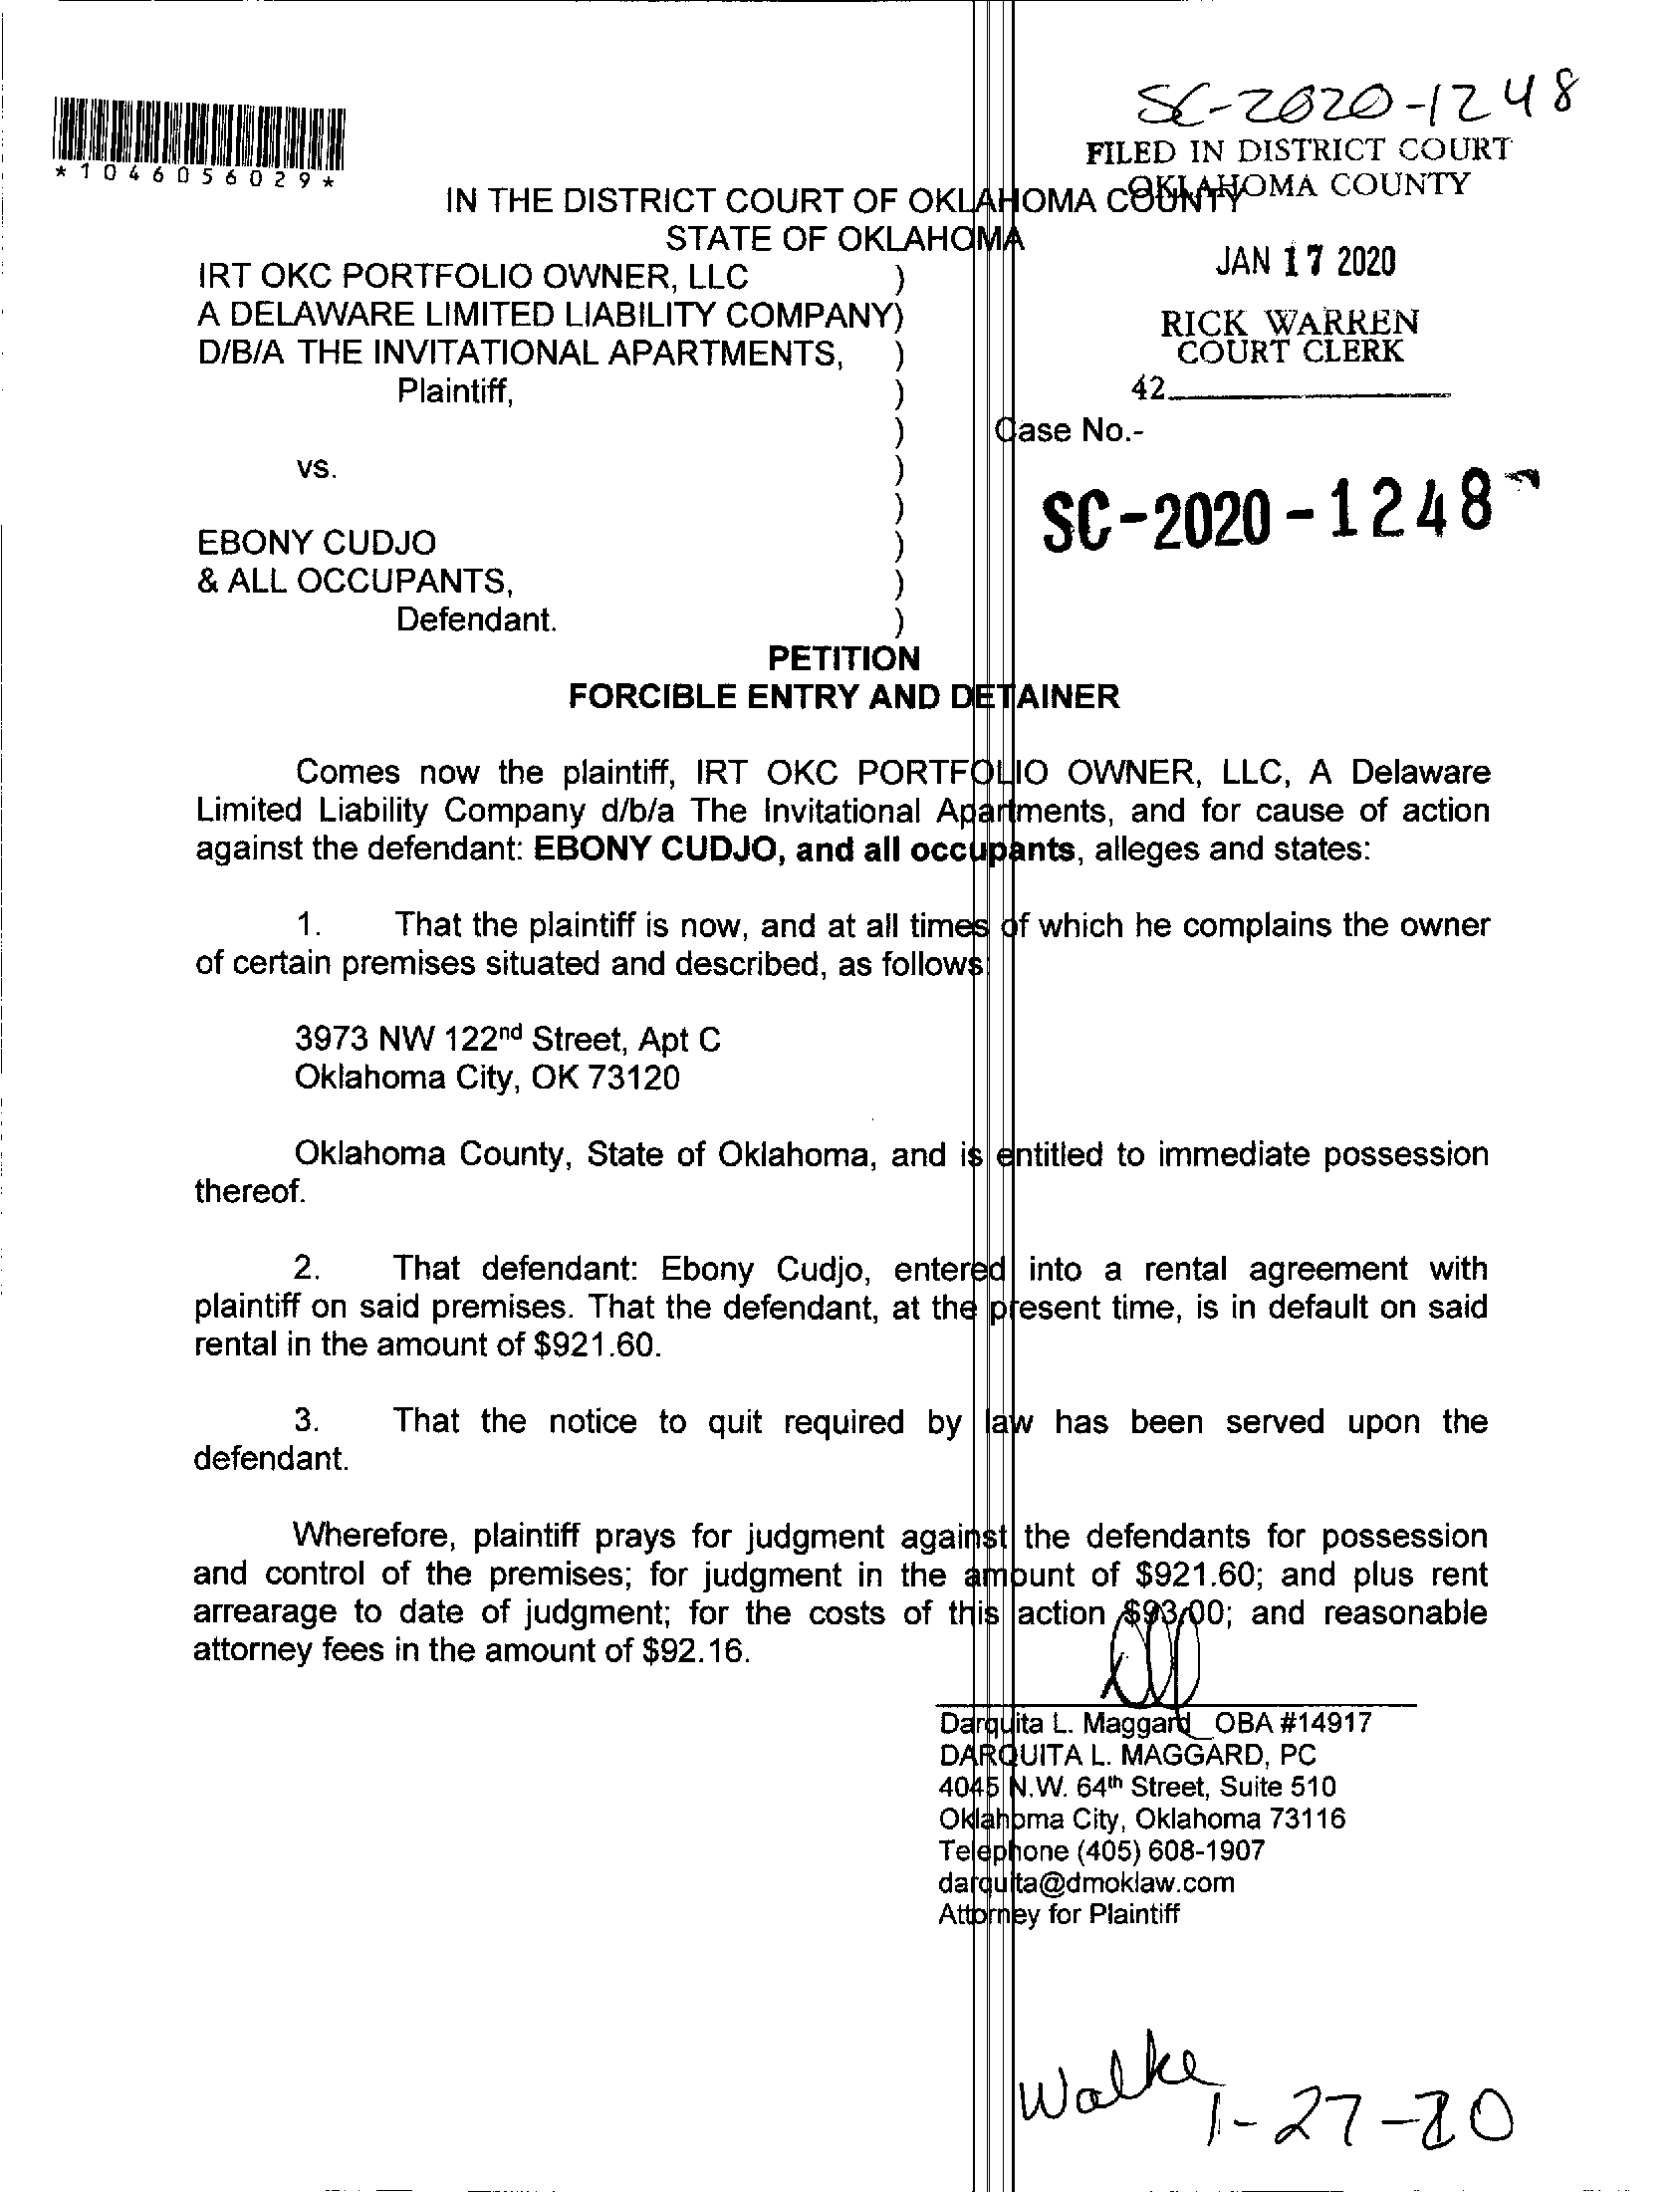 SC-2020-1248
FILED IN DISTRICT COURT
OKLAHOMA COUNTY
*1046056029*
IN THE DISTRICT COURT OF OKLAHOMA COUNTY
STATE OF OKLAHOMA
JAN 17 2020
IRT OKC PORTFOLIO OWNER, LLC )
A DELAWARE LIMITED LIABILITY COMPANY)
D/B/A THE INVITATIONAL APARTMENTS, )
Plaintiff, )
RICK WARREN
COURT CLERK
42
) Case No.-
vs. )
)
SC-2020-1248
EBONY CUDJO )
& ALL OCCUPANTS, )
Defendant. )
PETITION
FORCIBLE ENTRY AND DETAINER
Comes now the plaintiff, IRT OKC PORTFOLIO OWNER, LLC, A Delaware
Limited Liability Company d/b/a The Invitational Apartments, and for cause of action
against the defendant: EBONY CUDJO, and all occupants, alleges and states:
1. That the plaintiff is now, and at all times of which he complains the owner
of certain premises situated and described, as follows:
3973 NW 122nd Street, Apt C
Oklahoma City, OK 73120
Oklahoma County, State of Oklahoma, and is entitled to immediate possession
thereof.
2. That defendant: Ebony Cudjo, entered into a rental agreement with
plaintiff on said premises. That the defendant, at the present time, is in default on said
rental in the amount of $921.60.
3. That the notice to quit required by law has been served upon the
defendant.
Wherefore, plaintiff prays for judgment against the defendants for possession
and control of the premises; for judgment in the amount of $921.60; and plus rent
arrearage to date of judgment; for the costs of this action $93.00; and reasonable
attorney fees in the amount of $92.16.
Darquita L. Maggard OBA #14917
DARQUITA L. MAGGARD, PC
4045 N.W. 64th Street, Suite 510
Oklahoma City, Oklahoma 73116
Telephone (405) 608-1907
darquita@dmoklaw.com
Attorney for Plaintiff
Walke
1-27-20